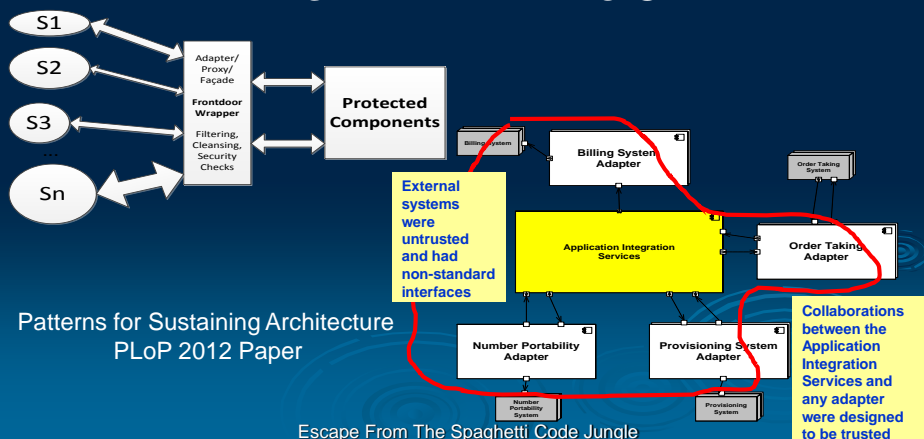 S1
S2
S3
...
Sn
Adapter/
Proxy/
Façade
Frontdoor
Wrapper
Filtering,
Cleansing,
Security
Checks
Protected
Components
Billing System
Billing System
Adapter
Order Taking
System
External
systems
were
untrusted
and had
non-standard
interfaces
Application Integration
Services
Order Taking
Adapter
Patterns for Sustaining Architecture
PLoP 2012 Paper
Number Portability
Adapter
Provisioning System
Adapter
Collaborations
between the
Application
Integration
Services and
any adapter
were designed
to be trusted
Number
Portability
System
Provisioning
System
Escape From The Spaghetti Code Jungle